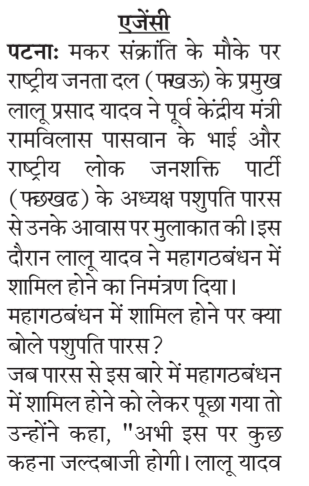 एजेंसी
पटनाः मकर संक्रांति के मौके पर
राष्ट्रीय जनता दल (फ्खऊ) के प्रमुख
लालू प्रसाद यादव ने पूर्व केंद्रीय मंत्री
रामविलास पासवान के भाई और
राष्ट्रीय लोक जनशक्ति पार्टी
(फ्छखढ) के अध्यक्ष पशुपति पारस
से उनके आवास पर मुलाकात की। इस
दौरान लालू यादव ने महागठबंधन में
शामिल होने का निमंत्रण दिया।
महागठबंधन में शामिल होने पर क्या
बोले पशुपति पारस?
जब पारस से इस बारे में महागठबंधन
में शामिल होने को लेकर पूछा गया तो
उन्होंने कहा, "अभी इस पर कुछ
कहना जल्दबाजी होगी। लालू यादव